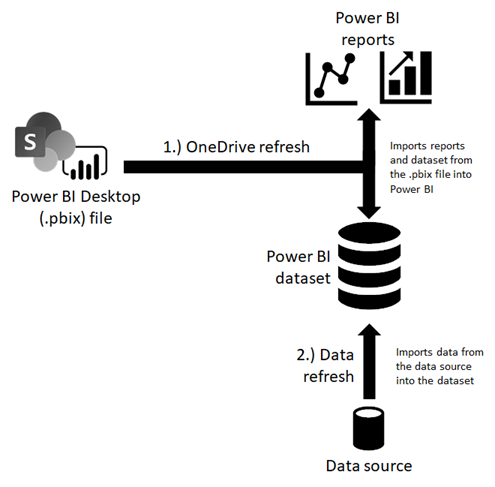 Power BI
reports
1.) OneDrive refresh
Imports reports
and dataset from
the .pbix file into
Power BI
S
Power BI Desktop
(.pbix) file
Power BI
dataset
2.) Data
refresh
Imports data from
the data source
into the dataset
Data source